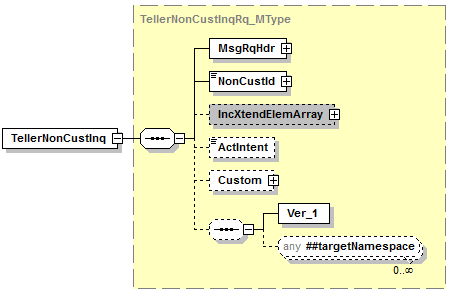 TellerNonCustInqRq_MType
MsgRqHdr
NonCustId
IncXtendElemArray
TellerNonCustInq
ActIntent
Custom
Ver_1
any ##targetNamespace
0..∞